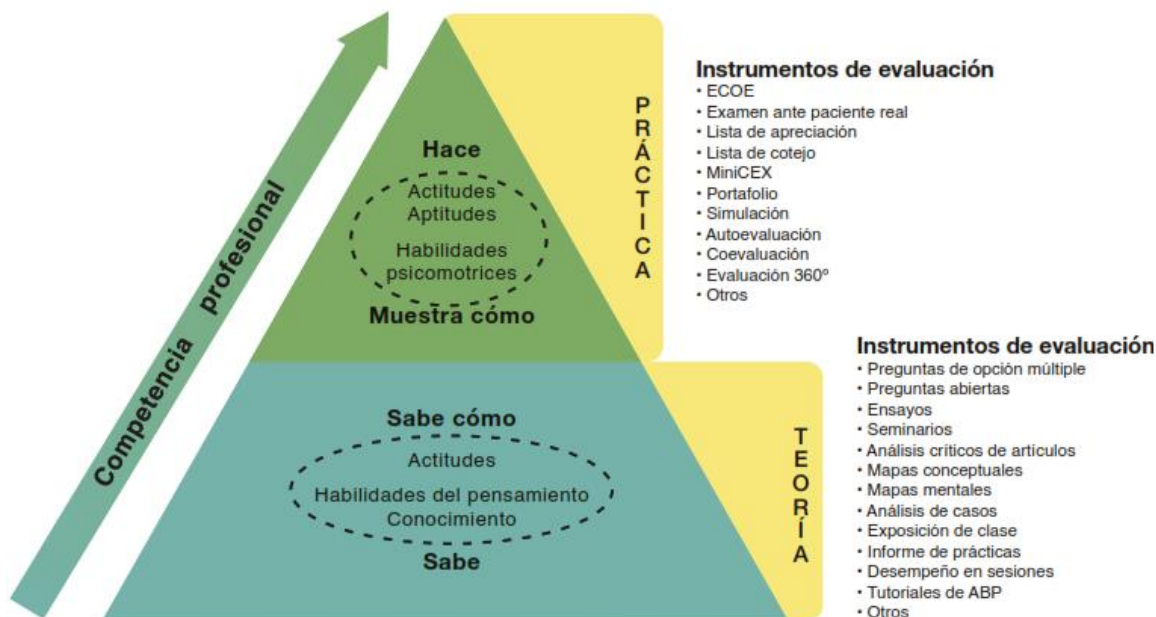 Competencia profesional
Hace
Actitudes
Aptitudes
Habilidades
psicomotrices
Muestra cómo
Sabe cómo
Actitudes
Habilidades del pensamiento
Conocimiento
Sabe
PRÁCTICA
Instrumentos de evaluación
• ECOE
• Examen ante paciente real
• Lista de apreciación
• Lista de cotejo
• MiniCEX
• Portafolio
• Simulación
• Autoevaluación
• Coevaluación
• Evaluación 360º
• Otros
TEORÍA
Instrumentos de evaluación
• Preguntas de opción múltiple
• Preguntas abiertas
• Ensayos
• Seminarios
• Análisis críticos de artículos
• Mapas conceptuales
• Mapas mentales
• Análisis de casos
• Exposición de clase
• Informe de prácticas
• Desempeño en sesiones
• Tutoriales de ABP
• Otros